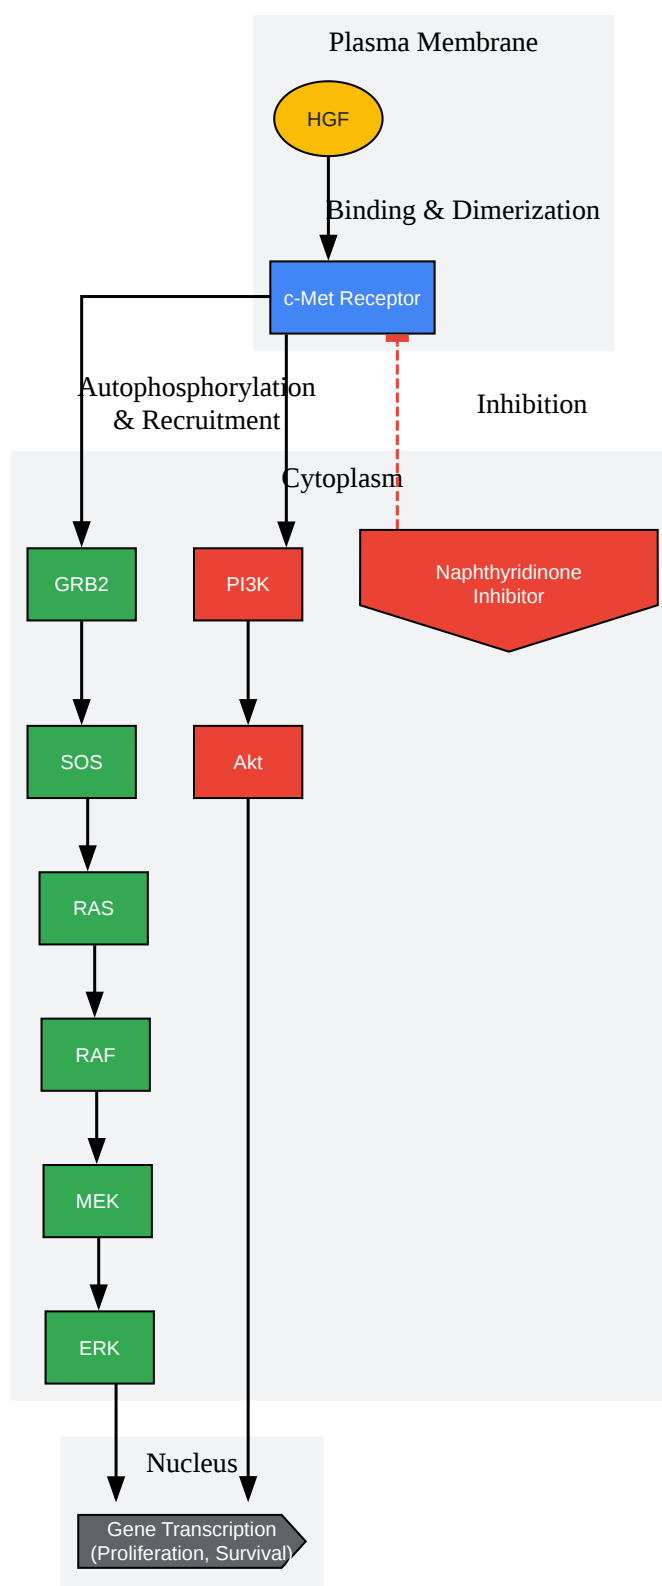 Plasma Membrane
HGF
Binding & Dimerization
c-Met Receptor
Autophosphorylation
& Recruitment
Inhibition
Cytoplasm
GRB2
PI3K
Naphthyridinone
Inhibitor
SOS
Akt
RAS
RAF
MEK
ERK
Nucleus
Gene Transcription
(Proliferation, Survival)